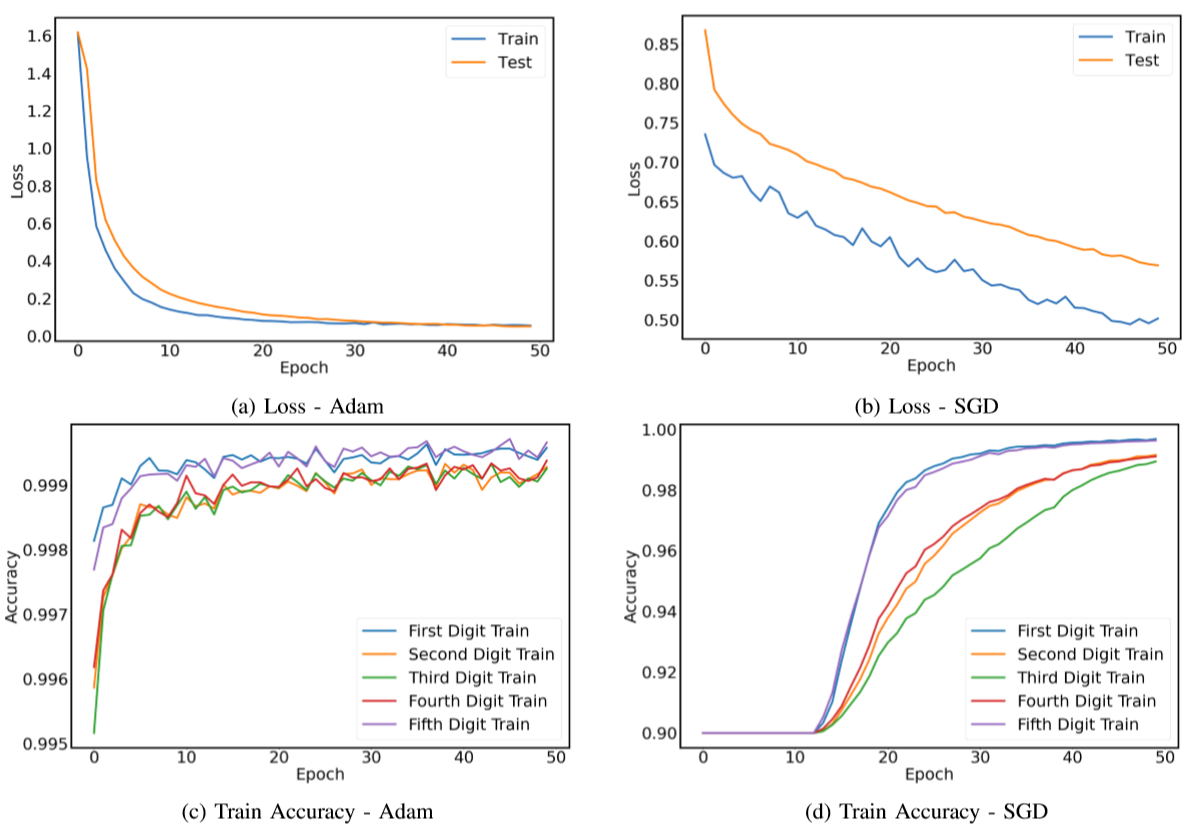 1.6
1.4
1.2
1.0
0.8
0.6
0.4
0.2
0.0
Loss
0 10 20 30 40 50
Epoch
Train
Test
(a) Loss - Adam
0.85
0.80
0.75
0.70
0.65
0.60
0.55
0.50
Loss
0 10 20 30 40 50
Epoch
Train
Test
(b) Loss - SGD
0.999
0.998
0.997
0.996
0.995
Accuracy
0 10 20 30 40 50
Epoch
First Digit Train
Second Digit Train
Third Digit Train
Fourth Digit Train
Fifth Digit Train
(c) Train Accuracy - Adam
1.00
0.98
0.96
0.94
0.92
0.90
Accuracy
0 10 20 30 40 50
Epoch
First Digit Train
Second Digit Train
Third Digit Train
Fourth Digit Train
Fifth Digit Train
(d) Train Accuracy - SGD